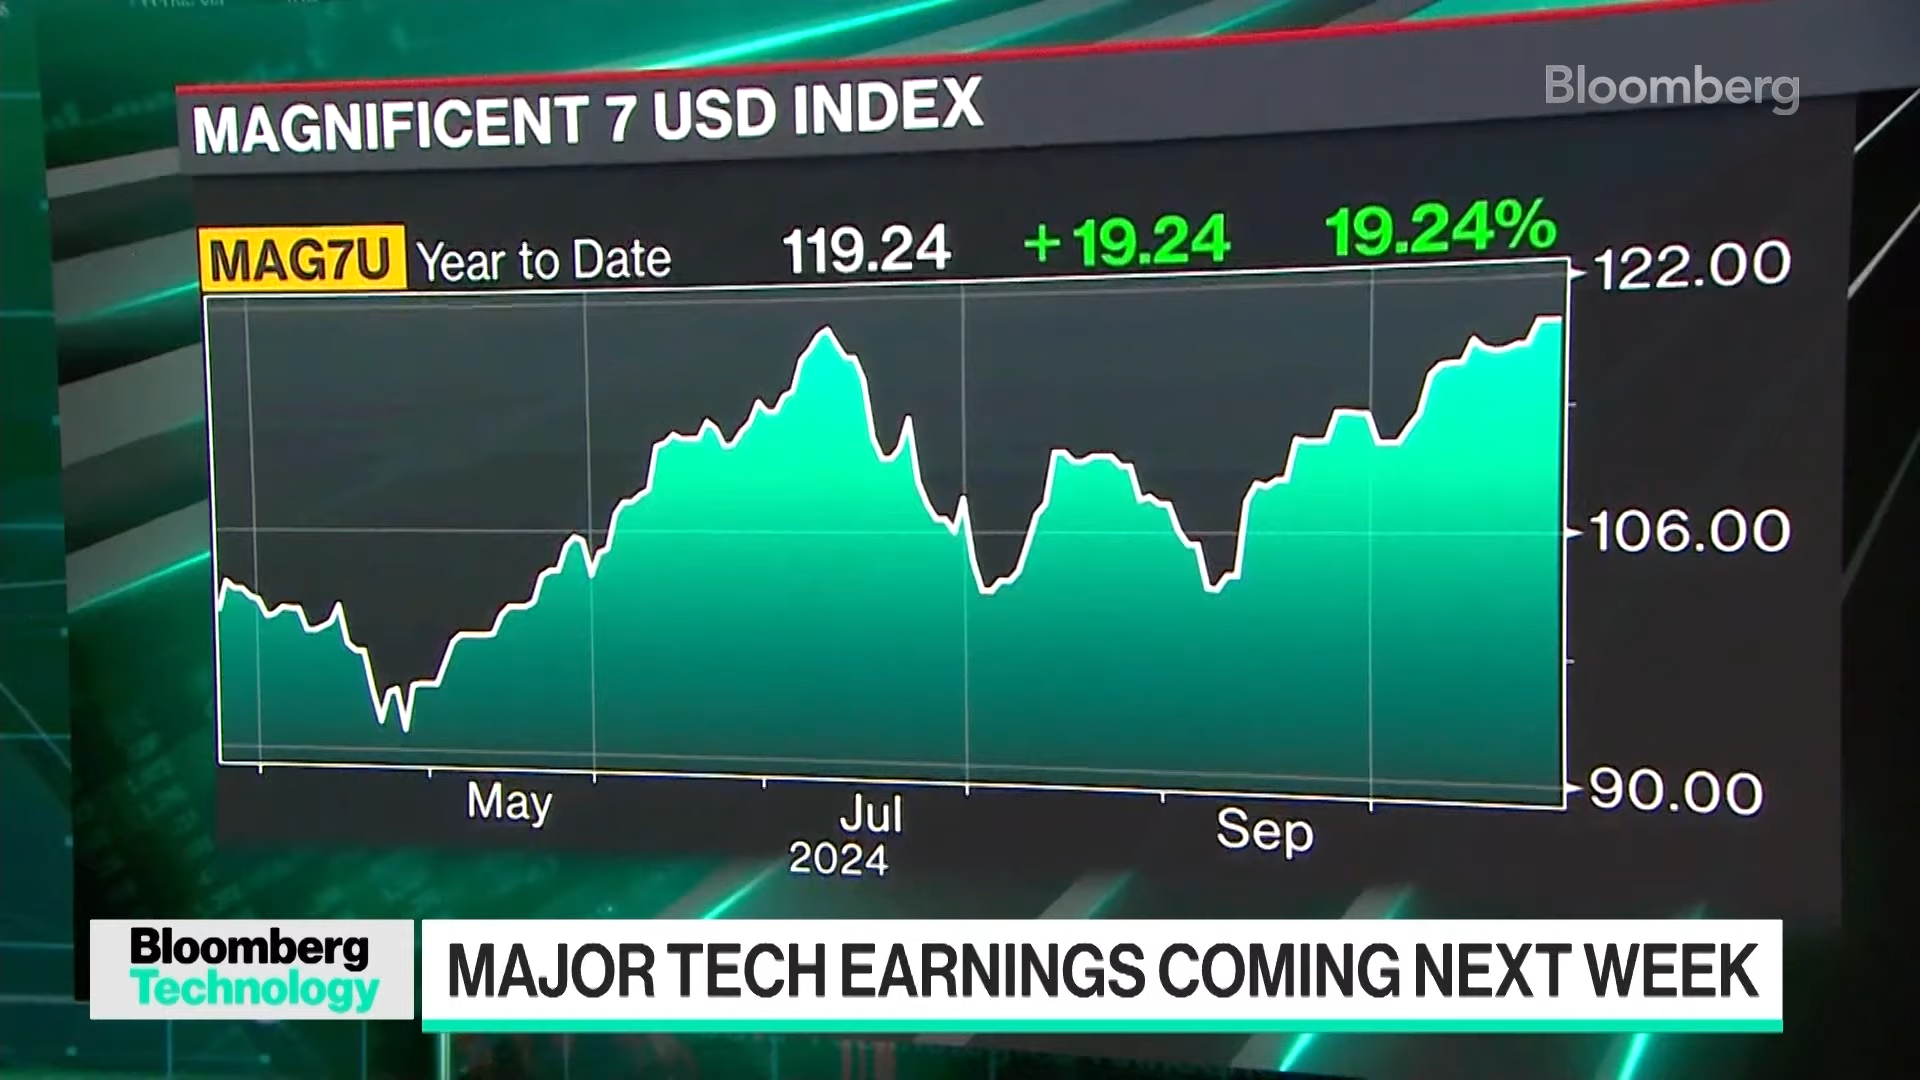 Bloomberg
MAGNIFICENT 7 USD INDEX
MAG7U Year to Date 119.24 +19.24 19.24%
122.00
106.00
90.00
May Jul Sep
2024
Bloomberg
Technology
MAJOR TECH EARNINGS COMING NEXT WEEK